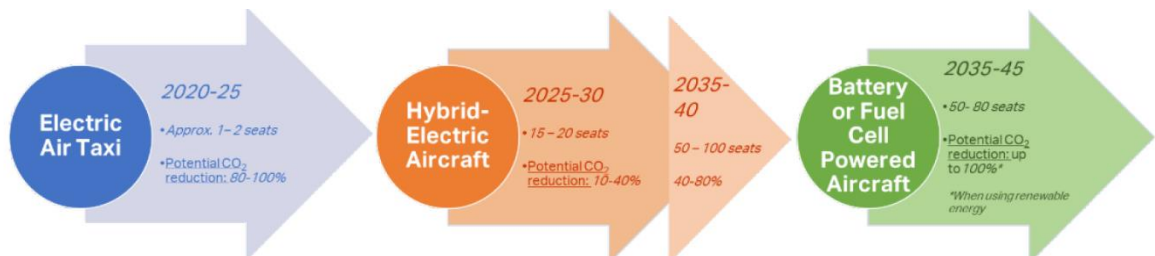 Electric
Air Taxi
2020-25
•Approx. 1–2 seats
•Potential CO₂
reduction: 80-100%
Hybrid-
Electric
Aircraft
2025-30
•15–20 seats
•Potential CO₂
reduction: 10-40%
2035-
40
50–100 seats
40-80%
Battery
or Fuel
Cell
Powered
Aircraft
2035-45
•50-80 seats
•Potential CO₂
reduction: up
to 100%*
*When using renewable
energy